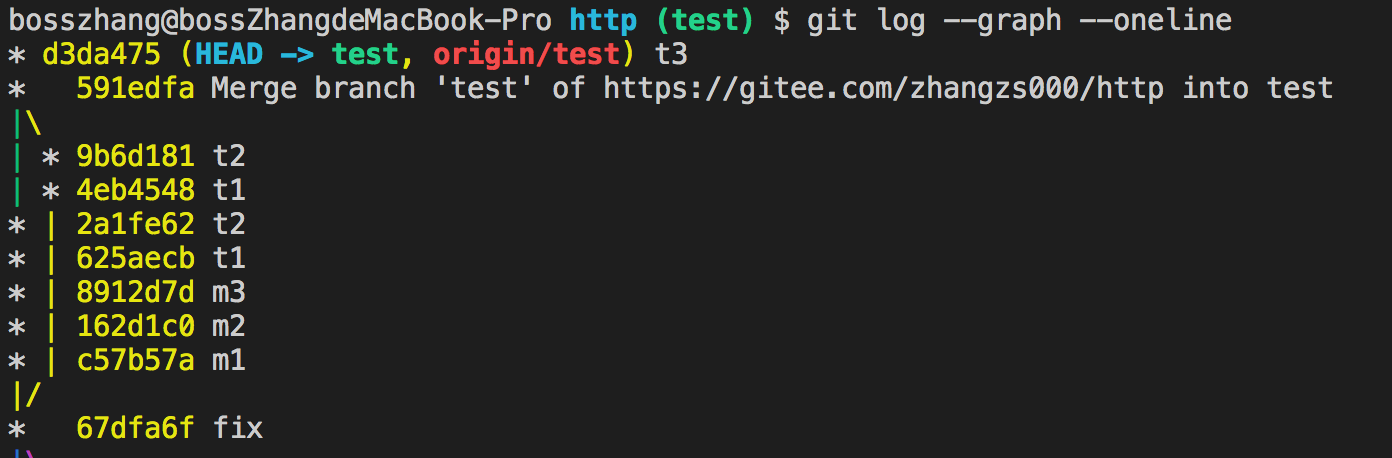 bosszhang@bossZhangdeMacBook-Pro http (test) $ git log --graph --oneline
* d3da475 (HEAD -> test, origin/test) t3
*   591edfa Merge branch 'test' of https://gitee.com/zhangzs000/http into test
|\
| * 9b6d181 t2
| * 4eb4548 t1
* | 2a1fe62 t2
* | 625aecb t1
* | 8912d7d m3
* | 162d1c0 m2
* | c57b57a m1
|/
*   67dfa6f fix
|\